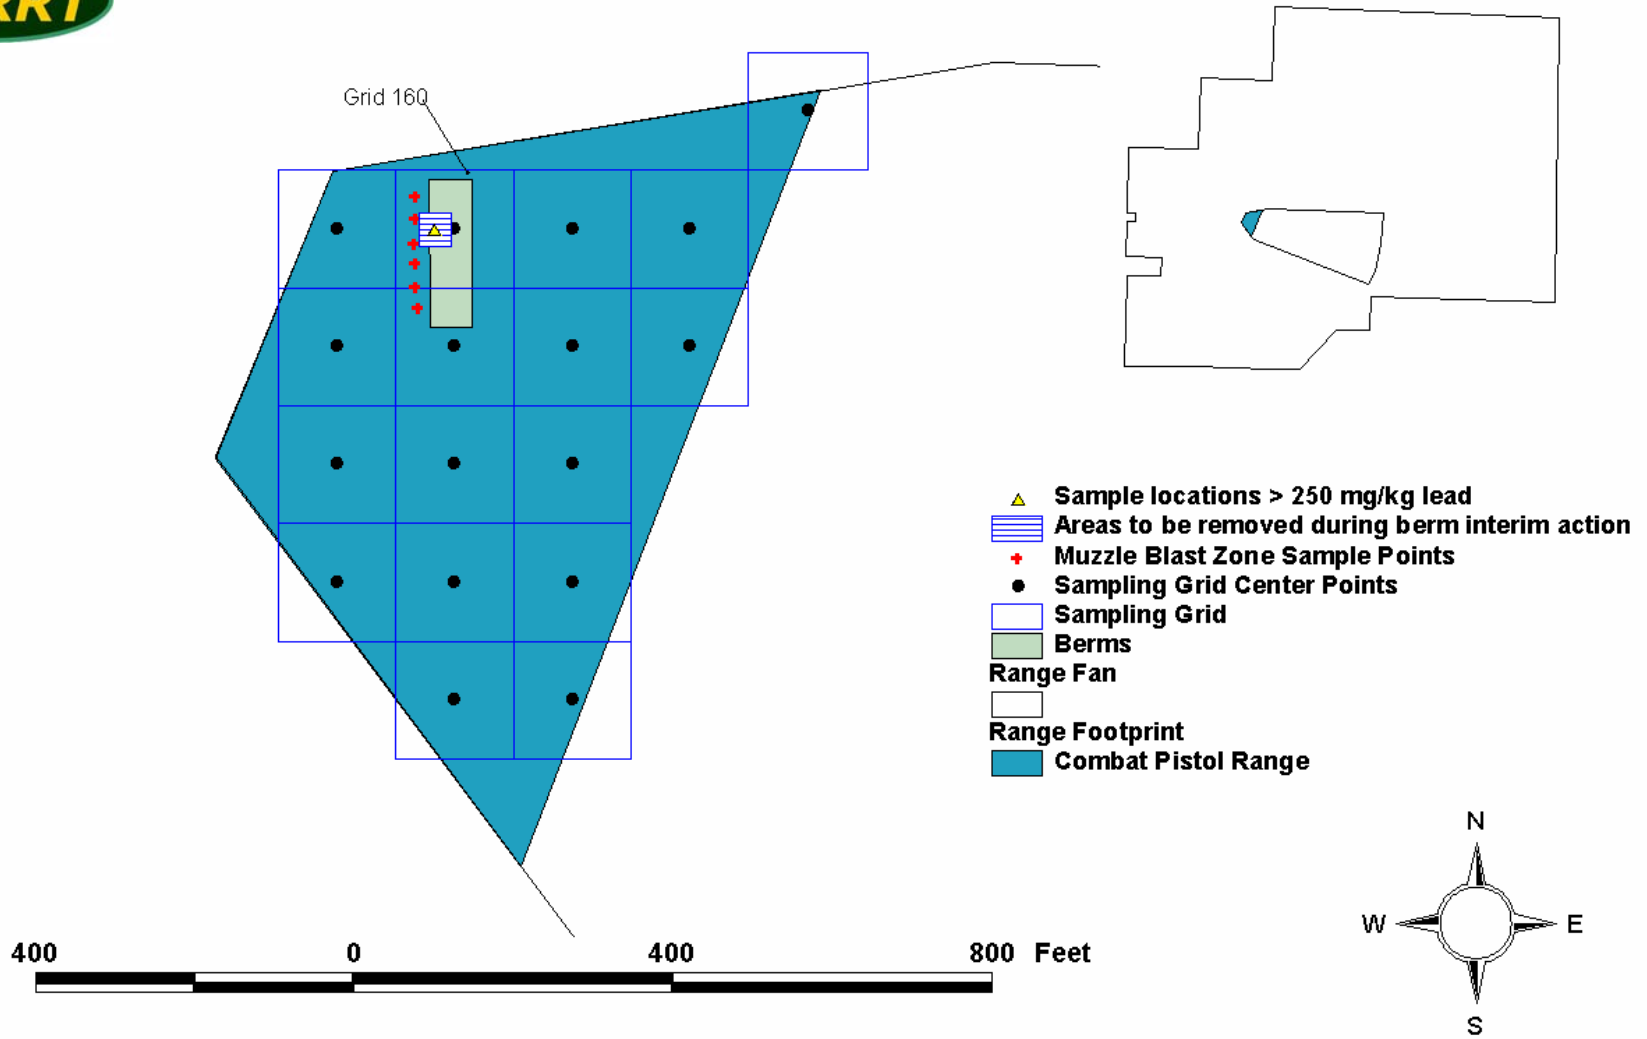 Grid 160
Sample locations > 250 mg/kg lead
Areas to be removed during berm interim action
Muzzle Blast Zone Sample Points
Sampling Grid Center Points
Sampling Grid
Berms
Range Fan
Range Footprint
Combat Pistol Range
N
W E
S
400 0 400 800 Feet